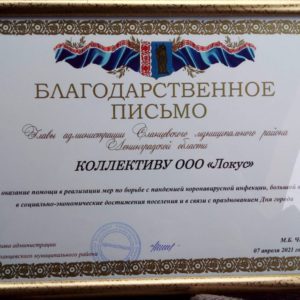 БЛАГОДАРСТВЕННОЕ
ПИСЬМО
Главы администрации Сланцевского муниципального района
Ленинградской области
КОЛЛЕКТИВУ ООО «Локус»
оказание помощи в реализации мер по борьбе с пандемией коронавирусной инфекции, большой
в социально-экономические достижения поселения и в связи с празднованием Дня города
администрации
муниципального района
М.Б. Че
07 апреля 2021